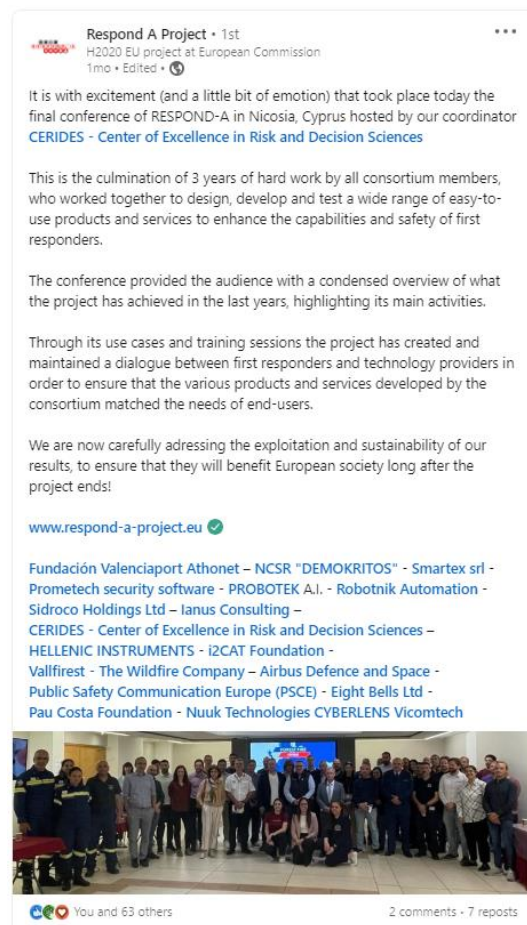 Respond A Project • 1st
H2020 EU project at European Commission
1mo • Edited •
It is with excitement (and a little bit of emotion) that took place today the
final conference of RESPOND-A in Nicosia, Cyprus hosted by our coordinator
CERIDES - Center of Excellence in Risk and Decision Sciences
This is the culmination of 3 years of hard work by all consortium members,
who worked together to design, develop and test a wide range of easy-to-
use products and services to enhance the capabilities and safety of first
responders.
The conference provided the audience with a condensed overview of what
the project has achieved in the last years, highlighting its main activities.
Through its use cases and training sessions the project has created and
maintained a dialogue between first responders and technology providers in
order to ensure that the various products and services developed by the
consortium matched the needs of end-users.
We are now carefully adressing the exploitation and sustainability of our
results, to ensure that they will benefit European society long after the
project ends!
www.respond-a-project.eu
Fundación Valenciaport Athonet – NCSR "DEMOKRITOS" - Smartex srl -
Prometech security software - PROBOTEK A.I. - Robotnik Automation -
Sidroco Holdings Ltd – Ianus Consulting –
CERIDES - Center of Excellence in Risk and Decision Sciences –
HELLENIC INSTRUMENTS - i2CAT Foundation -
Vallfirest - The Wildfire Company – Airbus Defence and Space -
Public Safety Communication Europe (PSCE) - Eight Bells Ltd -
Pau Costa Foundation - Nuuk Technologies CYBERLENS Vicomtech
You and 63 others
2 comments • 7 reposts